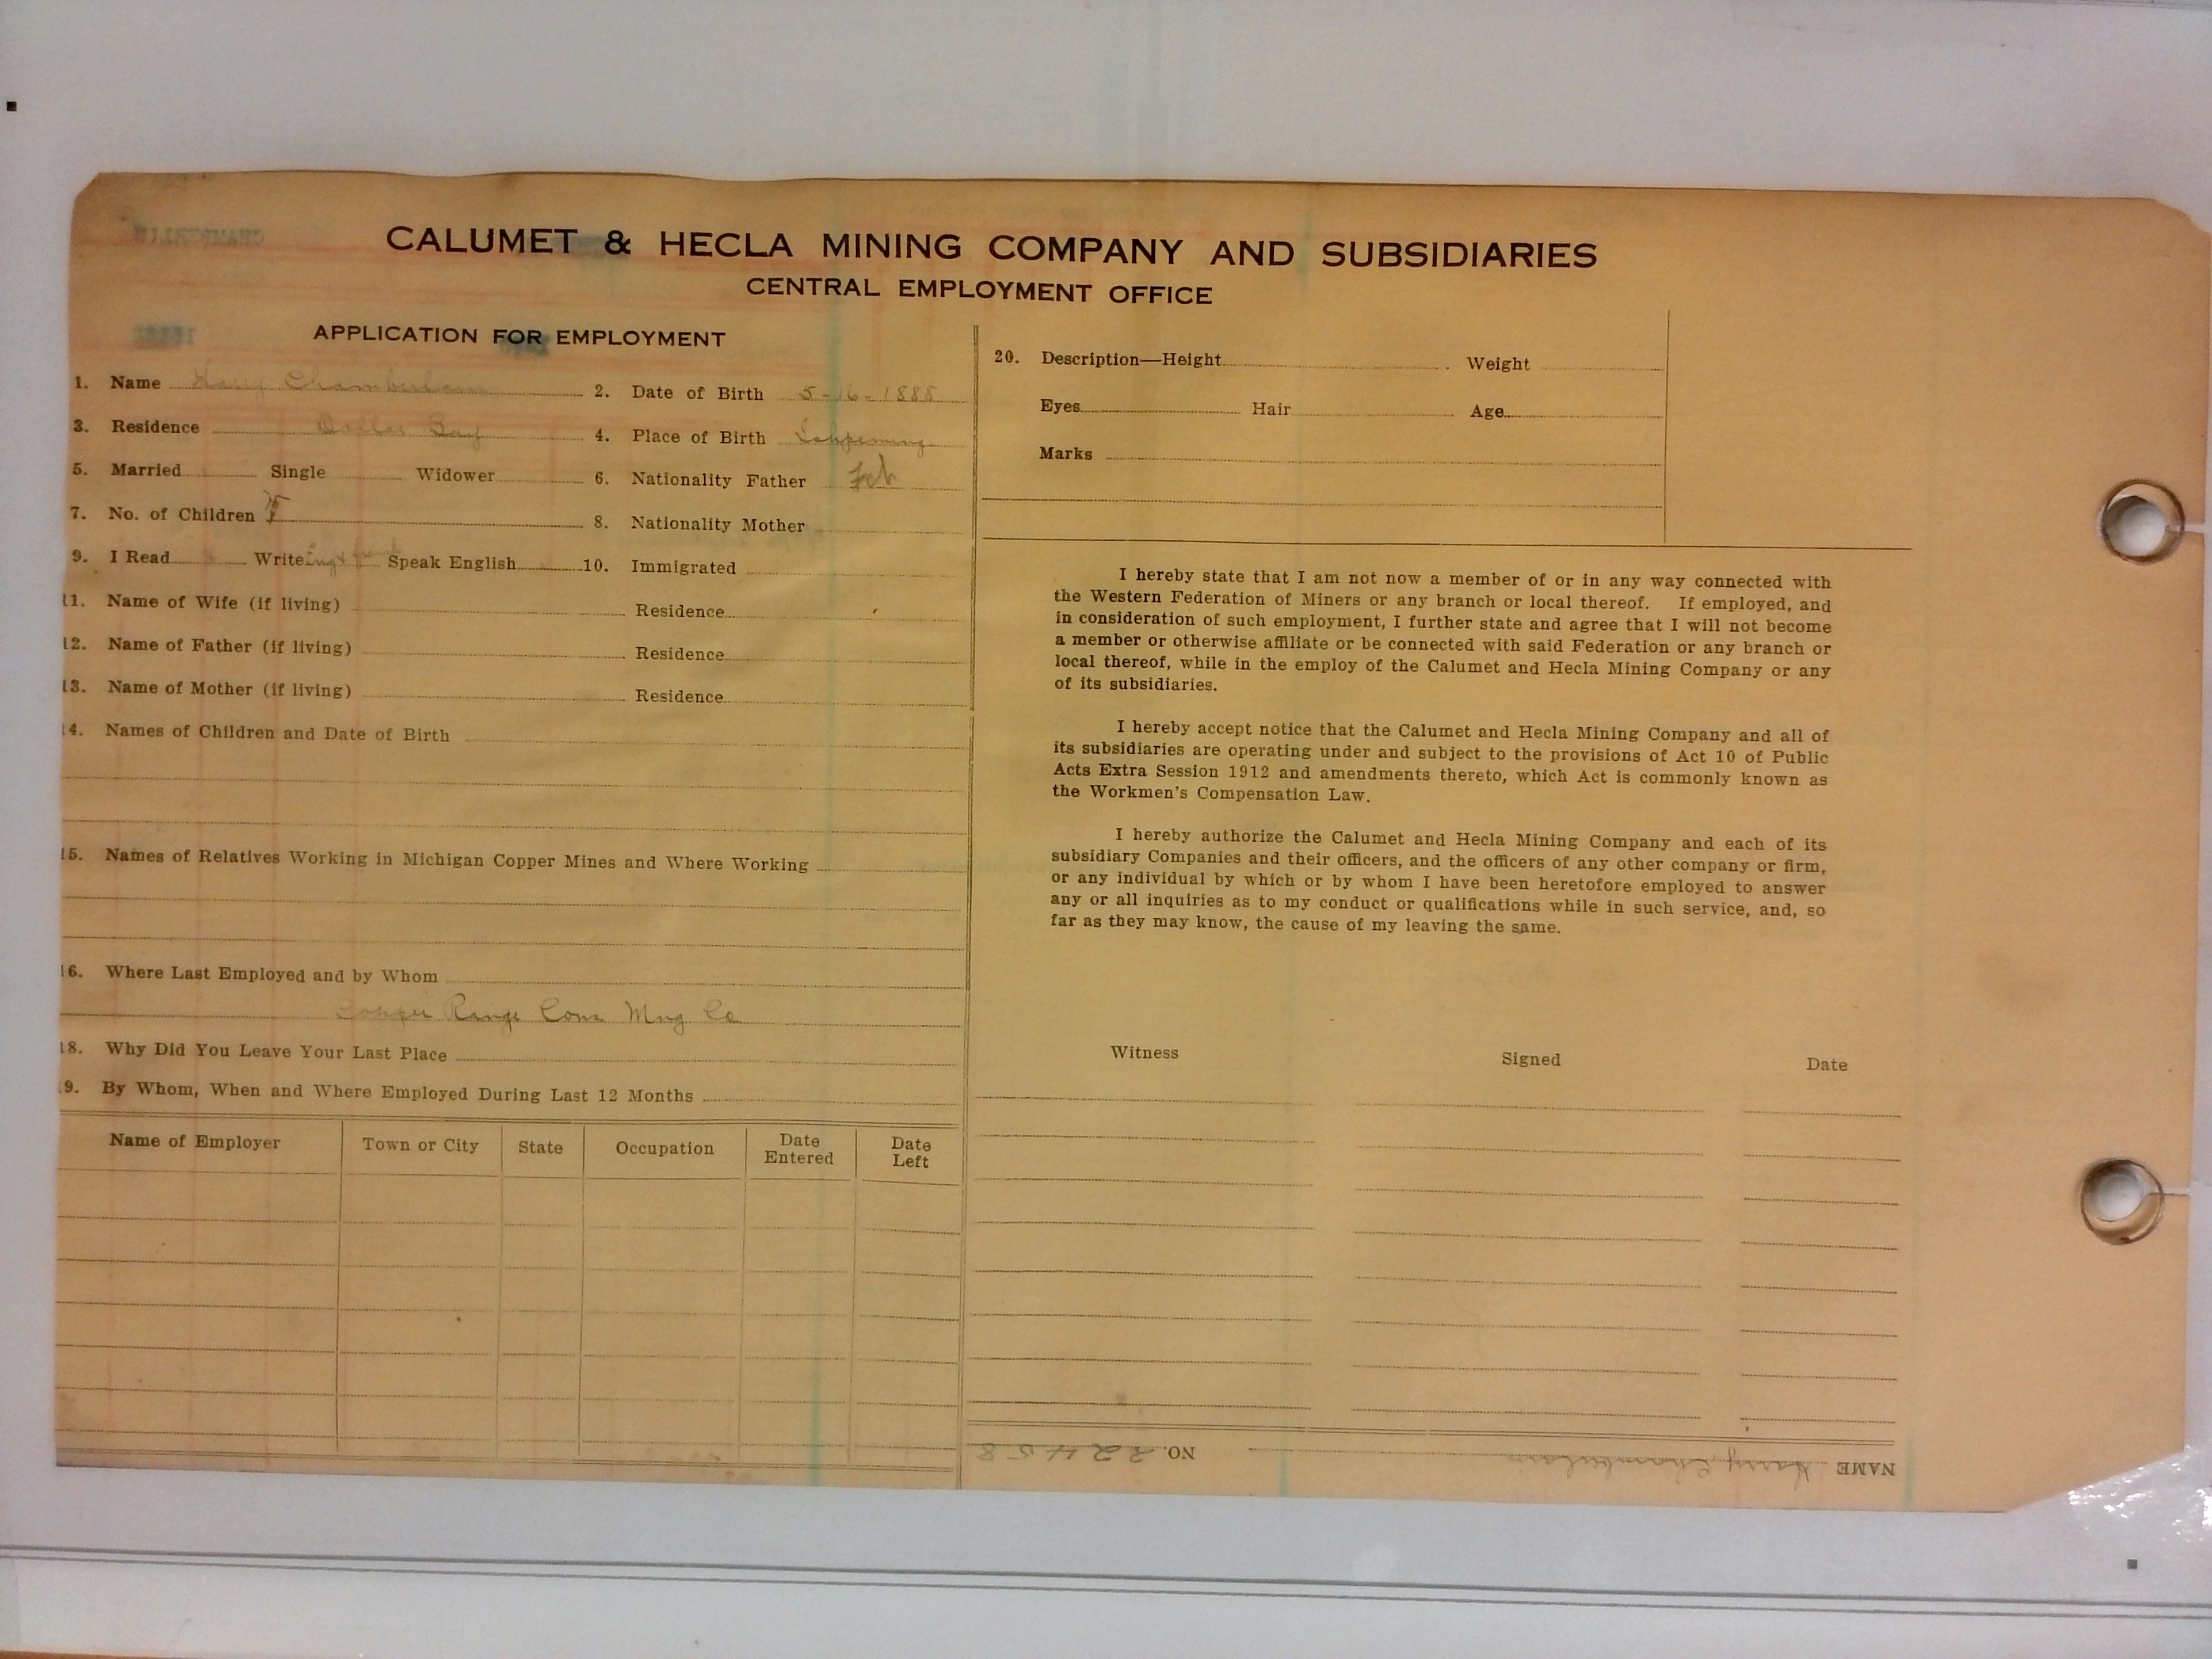 CALUMET & HECLA MINING COMPANY AND SUBSIDIARIES
CENTRAL EMPLOYMENT OFFICE
APPLICATION FOR EMPLOYMENT
1. Name Harry Chamberlain 2. Date of Birth 5-16-1888
3. Residence Dollar Bay 4. Place of Birth Ishpeming
5. Married Single Widower 6. Nationality Father
7. No. of Children 8. Nationality Mother
9. I Read Write Eng + Speak English 10. Immigrated
11. Name of Wife (if living) Residence
12. Name of Father (if living) Residence
13. Name of Mother (if living) Residence
14. Names of Children and Date of Birth
15. Names of Relatives Working in Michigan Copper Mines and Where Working
16. Where Last Employed and by Whom
Copper Range Cons Mng Co
18. Why Did You Leave Your Last Place
19. By Whom, When and Where Employed During Last 12 Months
Name of Employer Town or City State Occupation Date Entered Date Left
20. Description—Height Weight
Eyes Hair Age
Marks
I hereby state that I am not now a member of or in any way connected with
the Western Federation of Miners or any branch or local thereof. If employed, and
in consideration of such employment, I further state and agree that I will not become
a member or otherwise affiliate or be connected with said Federation or any branch or
local thereof, while in the employ of the Calumet and Hecla Mining Company or any
of its subsidiaries.
I hereby accept notice that the Calumet and Hecla Mining Company and all of
its subsidiaries are operating under and subject to the provisions of Act 10 of Public
Acts Extra Session 1912 and amendments thereto, which Act is commonly known as
the Workmen's Compensation Law.
I hereby authorize the Calumet and Hecla Mining Company and each of its
subsidiary Companies and their officers, and the officers of any other company or firm,
or any individual by which or by whom I have been heretofore employed to answer
any or all inquiries as to my conduct or qualifications while in such service, and, so
far as they may know, the cause of my leaving the same.
Witness Signed Date
NAME Harry Chamberlain NO. 22458